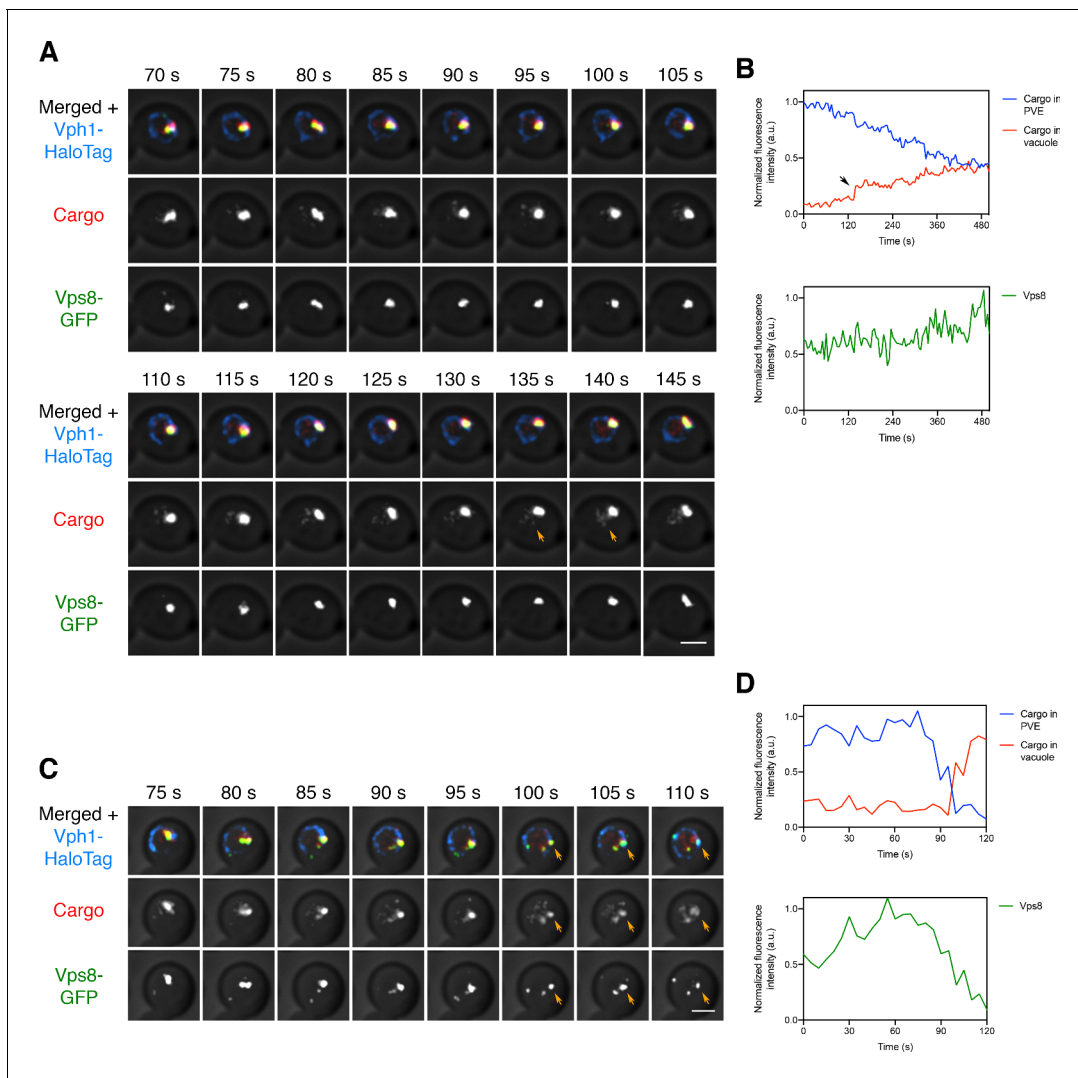 A
70 s 75 s 80 s 85 s 90 s 95 s 100 s 105 s
Merged +
Vph1-
HaloTag
Cargo
Vps8-
GFP
110 s 115 s 120 s 125 s 130 s 135 s 140 s 145 s
Merged +
Vph1-
HaloTag
Cargo
Vps8-
GFP
B
Normalized fluorescence
intensity (a.u.)
1.0
0.5
0.0
0 120 240 360 480
Time (s)
Cargo in
PVE
Cargo in
vacuole
Normalized fluorescence
intensity (a.u.)
1.0
0.5
0.0
0 120 240 360 480
Time (s)
Vps8
C
75 s 80 s 85 s 90 s 95 s 100 s 105 s 110 s
Merged +
Vph1-
HaloTag
Cargo
Vps8-
GFP
D
Normalized fluorescence
intensity (a.u.)
1.0
0.5
0.0
0 30 60 90 120
Time (s)
Cargo in
PVE
Cargo in
vacuole
Normalized fluorescence
intensity (a.u.)
1.0
0.5
0.0
0 30 60 90 120
Time (s)
Vps8